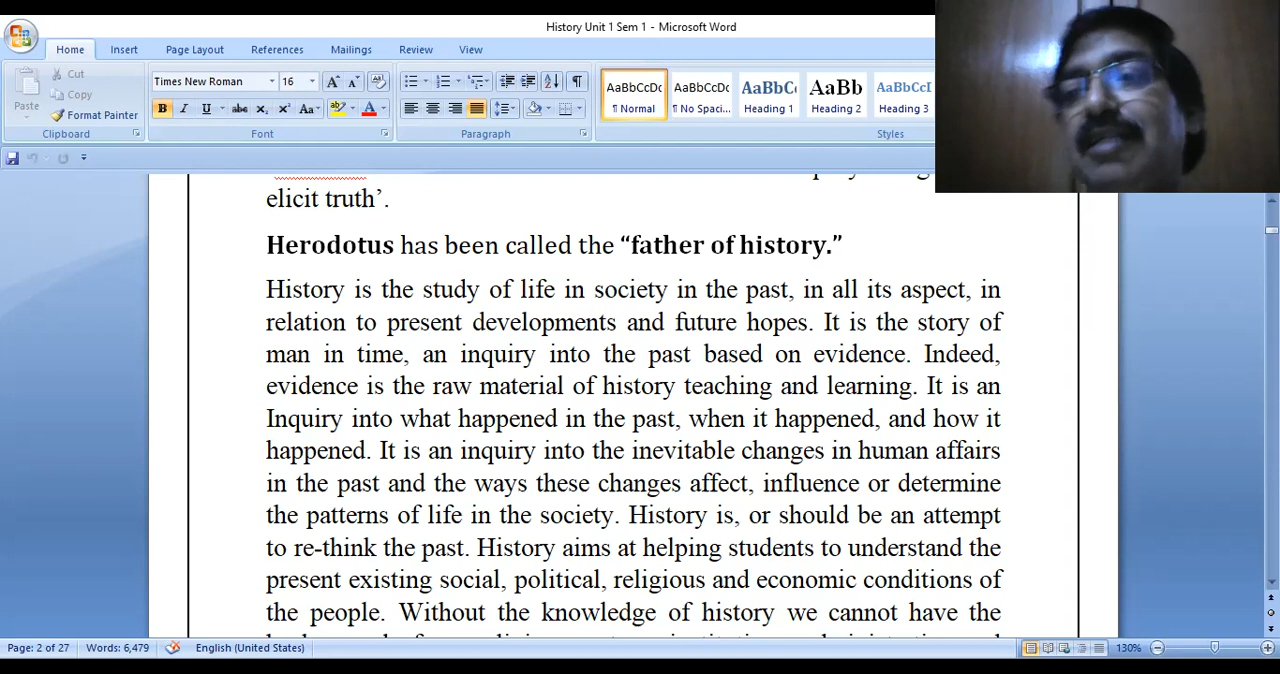 History Unit 1 Sem 1 - Microsoft Word
Home Insert Page Layout References Mailings Review View
Cut
Copy
Paste
Format Painter
Times New Roman 16
AaBbCcDc AaBbCcDc AaBbC AaBb AaBbCcI
¶ Normal ¶ No Spaci... Heading 1 Heading 2 Heading 3
Clipboard Font Paragraph Styles
elicit truth’.
Herodotus has been called the “father of history.”
History is the study of life in society in the past, in all its aspect, in
relation to present developments and future hopes. It is the story of
man in time, an inquiry into the past based on evidence. Indeed,
evidence is the raw material of history teaching and learning. It is an
Inquiry into what happened in the past, when it happened, and how it
happened. It is an inquiry into the inevitable changes in human affairs
in the past and the ways these changes affect, influence or determine
the patterns of life in the society. History is, or should be an attempt
to re-think the past. History aims at helping students to understand the
present existing social, political, religious and economic conditions of
the people. Without the knowledge of history we cannot have the
Page: 2 of 27 Words: 6,479 English (United States) 130%